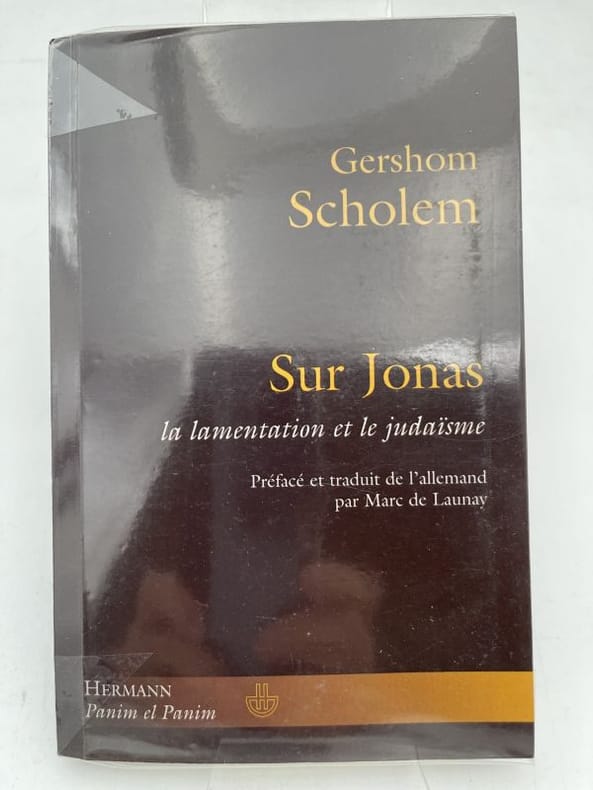 Gershom
Scholem
Sur Jonas
la lamentation et le judaïsme
Préfacé et traduit de l'allemand
par Marc de Launay
HERMANN
Panim el Panim